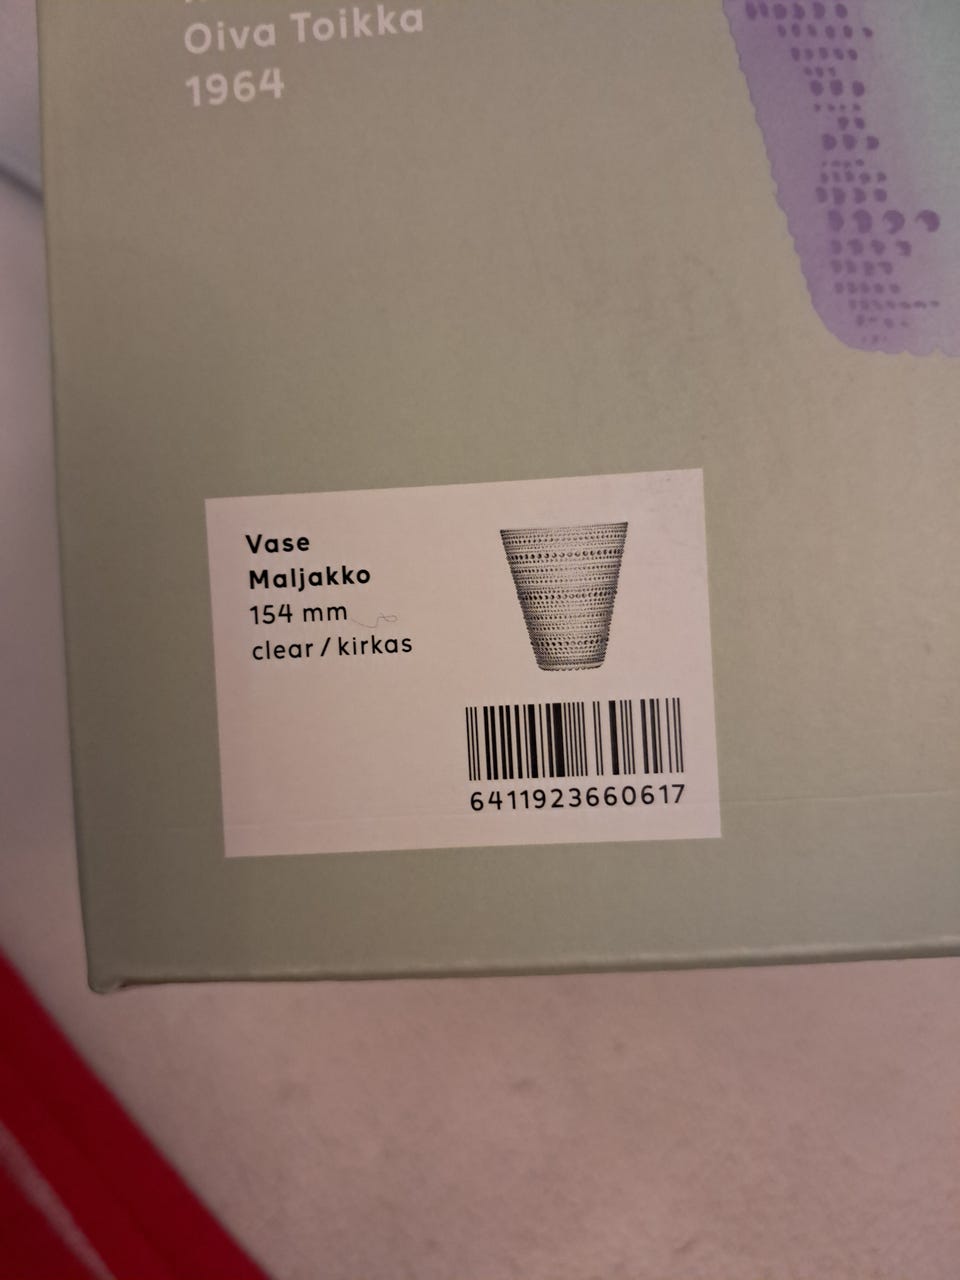 Oiva Toikka
1964
Vase
Maljakko
154 mm
clear / kirkas
6411923660617